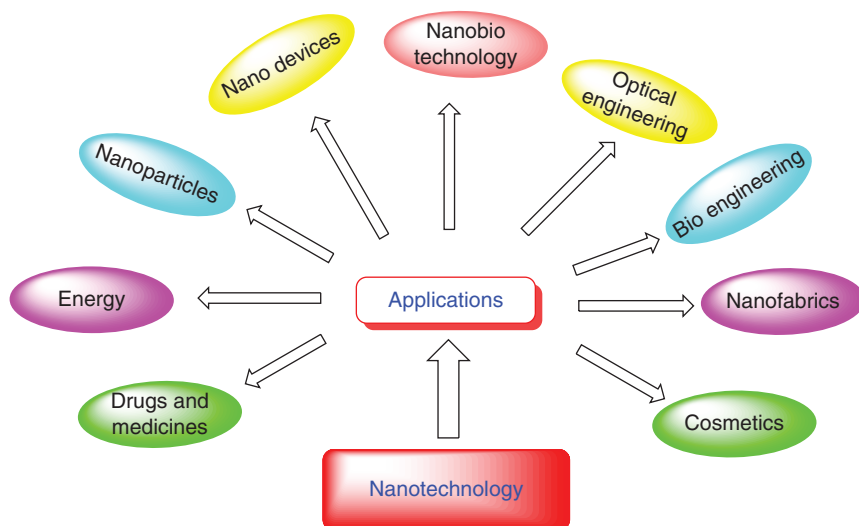 Nanobio
technology
Nano devices
Optical
engineering
Nanoparticles
Bio engineering
Energy
Applications
Nanofabrics
Drugs and
medicines
Cosmetics
Nanotechnology